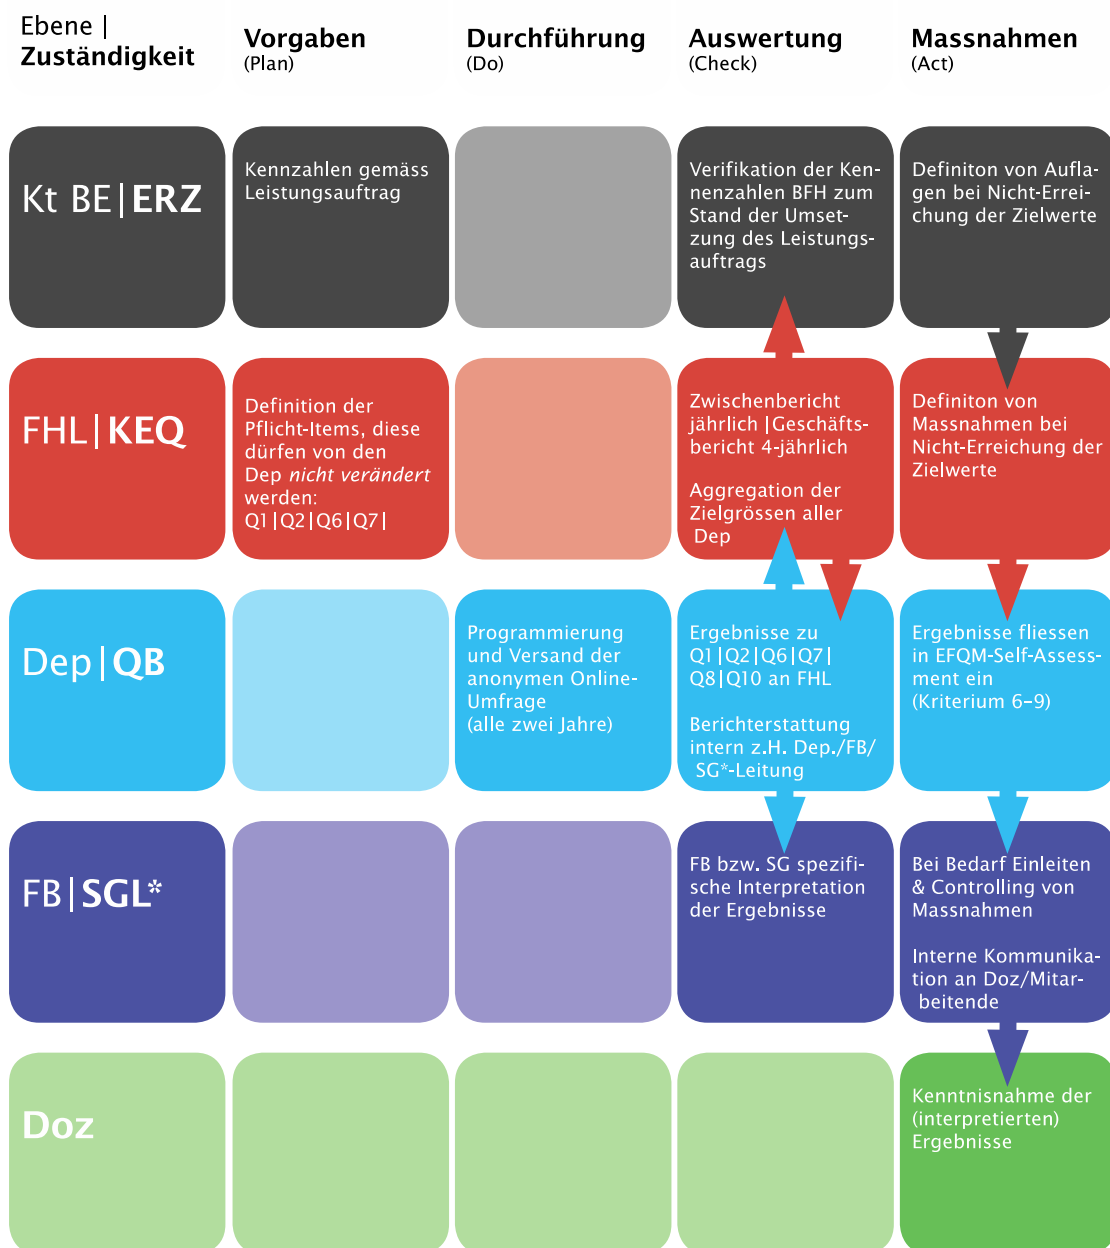 Ebene |
Zuständigkeit
Vorgaben
(Plan)
Durchführung
(Do)
Auswertung
(Check)
Massnahmen
(Act)
Kt BE|ERZ
Kennzahlen gemäss
Leistungsauftrag
Verifikation der Ken-
nenzahlen BFH zum
Stand der Umset-
zung des Leistungs-
auftrags
Definiton von Aufla-
gen bei Nicht-Errei-
chung der Zielwerte
FHL|KEQ
Definition der
Pflicht-Items, diese
dürfen von den
Dep nicht verändert
werden:
Q1|Q2|Q6|Q7|
Zwischenbericht
jährlich |Geschäfts-
bericht 4-jährlich
Aggregation der
Zielgrössen aller
Dep
Definiton von
Massnahmen bei
Nicht-Erreichung der
Zielwerte
Dep|QB
Programmierung
und Versand der
anonymen Online-
Umfrage
(alle zwei Jahre)
Ergebnisse zu
Q1|Q2|Q6|Q7|
Q8|Q10 an FHL
Berichterstattung
intern z.H. Dep./FB/
SG*-Leitung
Ergebnisse fliessen
in EFQM-Self-Assess-
ment ein
(Kriterium 6–9)
FB|SGL*
FB bzw. SG spezifi-
sche Interpretation
der Ergebnisse
Bei Bedarf Einleiten
& Controlling von
Massnahmen
Interne Kommunika-
tion an Doz/Mitar-
beitende
Doz
Kenntnisnahme der
(interpretierten)
Ergebnisse